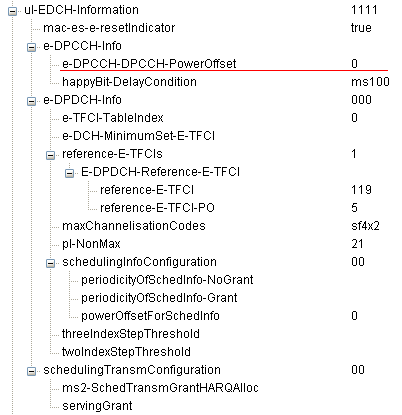 ul-EDCH-Information 1111
mac-es-e-resetIndicator true
e-DPCCH-Info
e-DPCCH-DPCCH-PowerOffset 0
happyBit-DelayCondition ms100
e-DPDCH-Info 000
e-TFCI-TableIndex 0
e-DCH-MinimumSet-E-TFCI
reference-E-TFCIs 1
E-DPDCH-Reference-E-TFCI
reference-E-TFCI 119
reference-E-TFCI-PO 5
maxChannelisationCodes sf4x2
pl-NonMax 21
schedulingInfoConfiguration 00
periodicityOfSchedInfo-NoGrant
periodicityOfSchedInfo-Grant
powerOffsetForSchedInfo 0
threeIndexStepThreshold
twoIndexStepThreshold
schedulingTransmConfiguration 00
ms2-SchedTransmGrantHARQAlloc
servingGrant